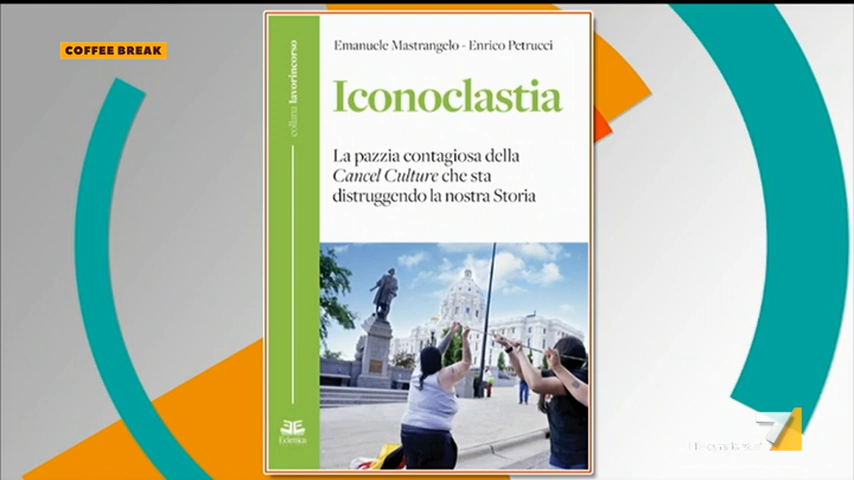 COFFEE BREAK
Emanuele Mastrangelo - Enrico Petrucci
Iconoclastia
La pazzia contagiosa della
Cancel Culture che sta
distruggendo la nostra Storia
collana lavorincorso
Eclettica
7